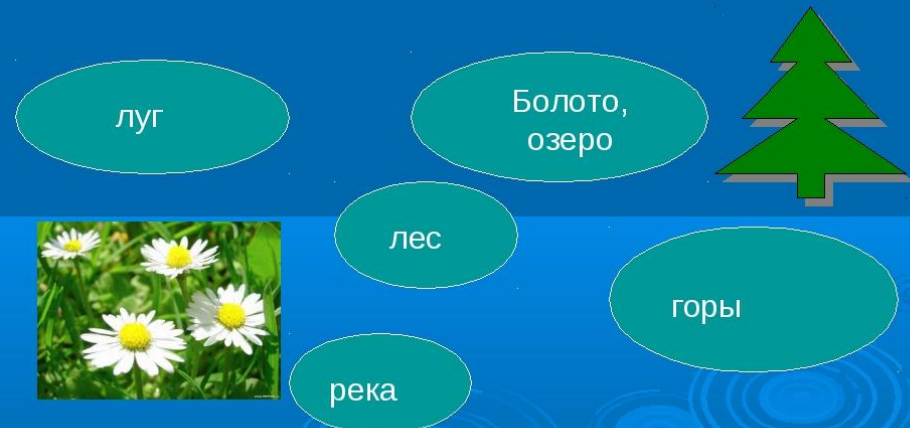 луг
Болото,
озеро
лес
горы
река